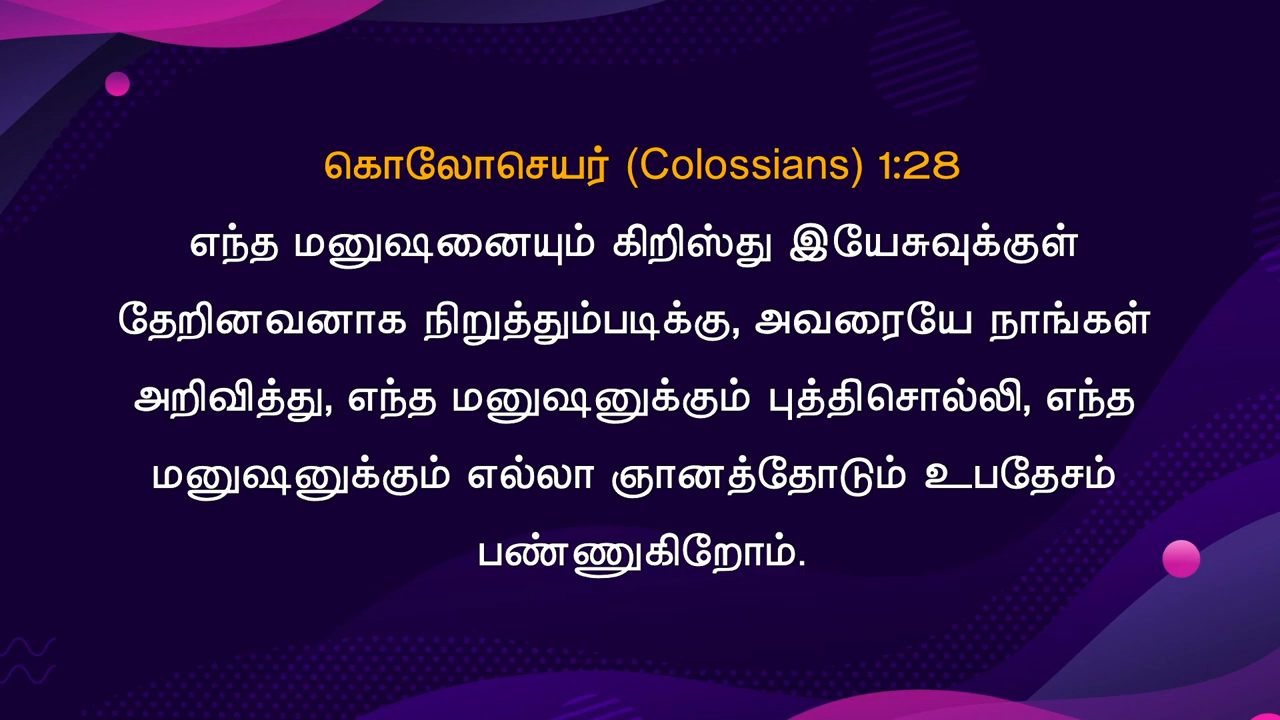 கொலோசெயர் (Colossians) 1:28
எந்த மனுஷனையும் கிறிஸ்து இயேசுவுக்குள்
தேறினவனாக நிறுத்தும்படிக்கு, அவரையே நாங்கள்
அறிவித்து, எந்த மனுஷனுக்கும் புத்திசொல்லி, எந்த
மனுஷனுக்கும் எல்லா ஞானத்தோடும் உபதேசம்
பண்ணுகிறோம்.